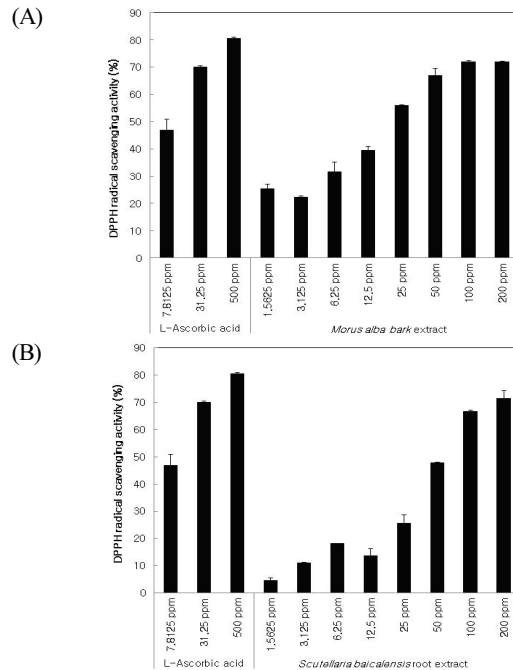 (A)
DPPH radical scavenging activity (%)
90
80
70
60
50
40
30
20
10
0
7,8125 ppm
31,25 ppm
500 ppm
1,5625 ppm
3,125 ppm
6,25 ppm
12,5 ppm
25 ppm
50 ppm
100 ppm
200 ppm
L-Ascorbic acid
Morus alba bark extract
(B)
DPPH radical scavenging activity (%)
90
80
70
60
50
40
30
20
10
0
7,8125 ppm
31,25 ppm
500 ppm
1,5625 ppm
3,125 ppm
6,25 ppm
12,5 ppm
25 ppm
50 ppm
100 ppm
200 ppm
L-Ascorbic acid
Scutellaria baicalensis root extract